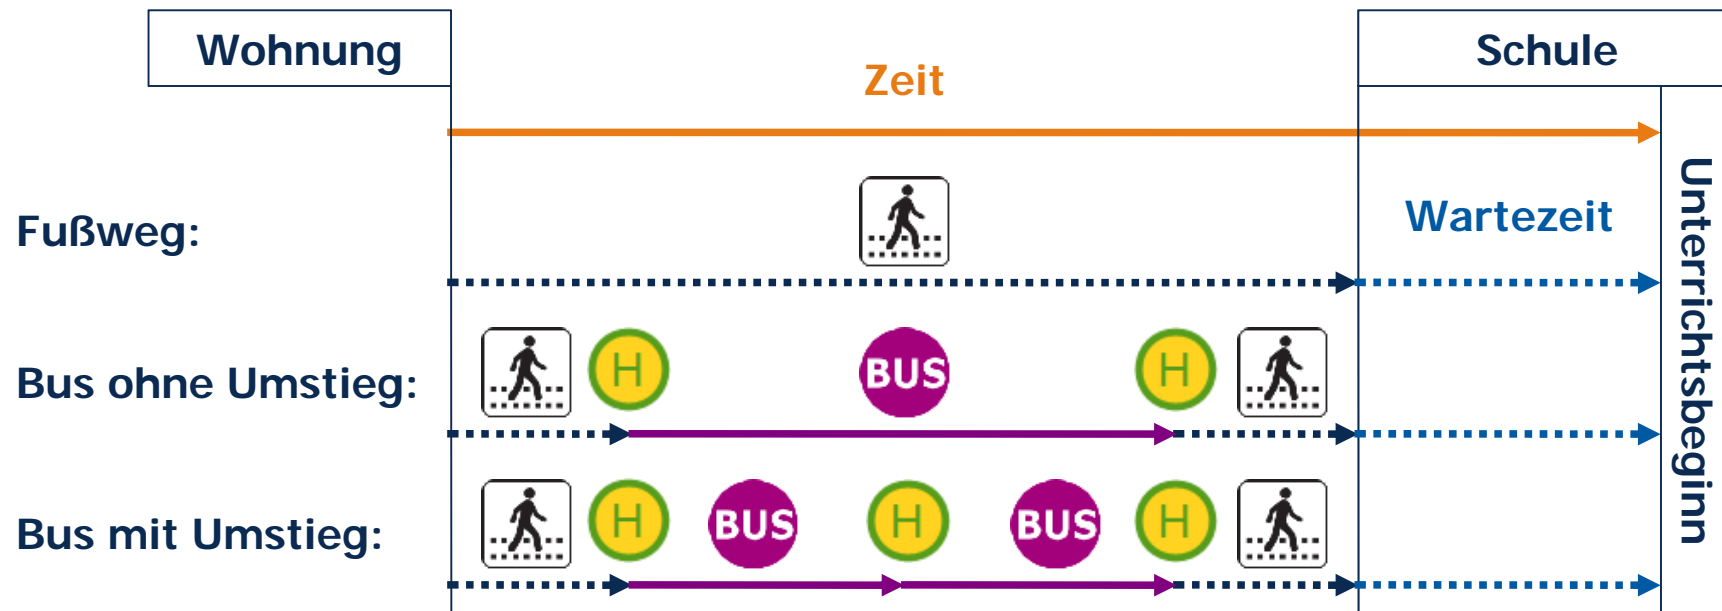 Wohnung
Schule
Zeit
Fußweg:
Wartezeit
Unterrichtsbeginn
Bus ohne Umstieg:
H
BUS
H
Bus mit Umstieg:
H
BUS
H
BUS
H